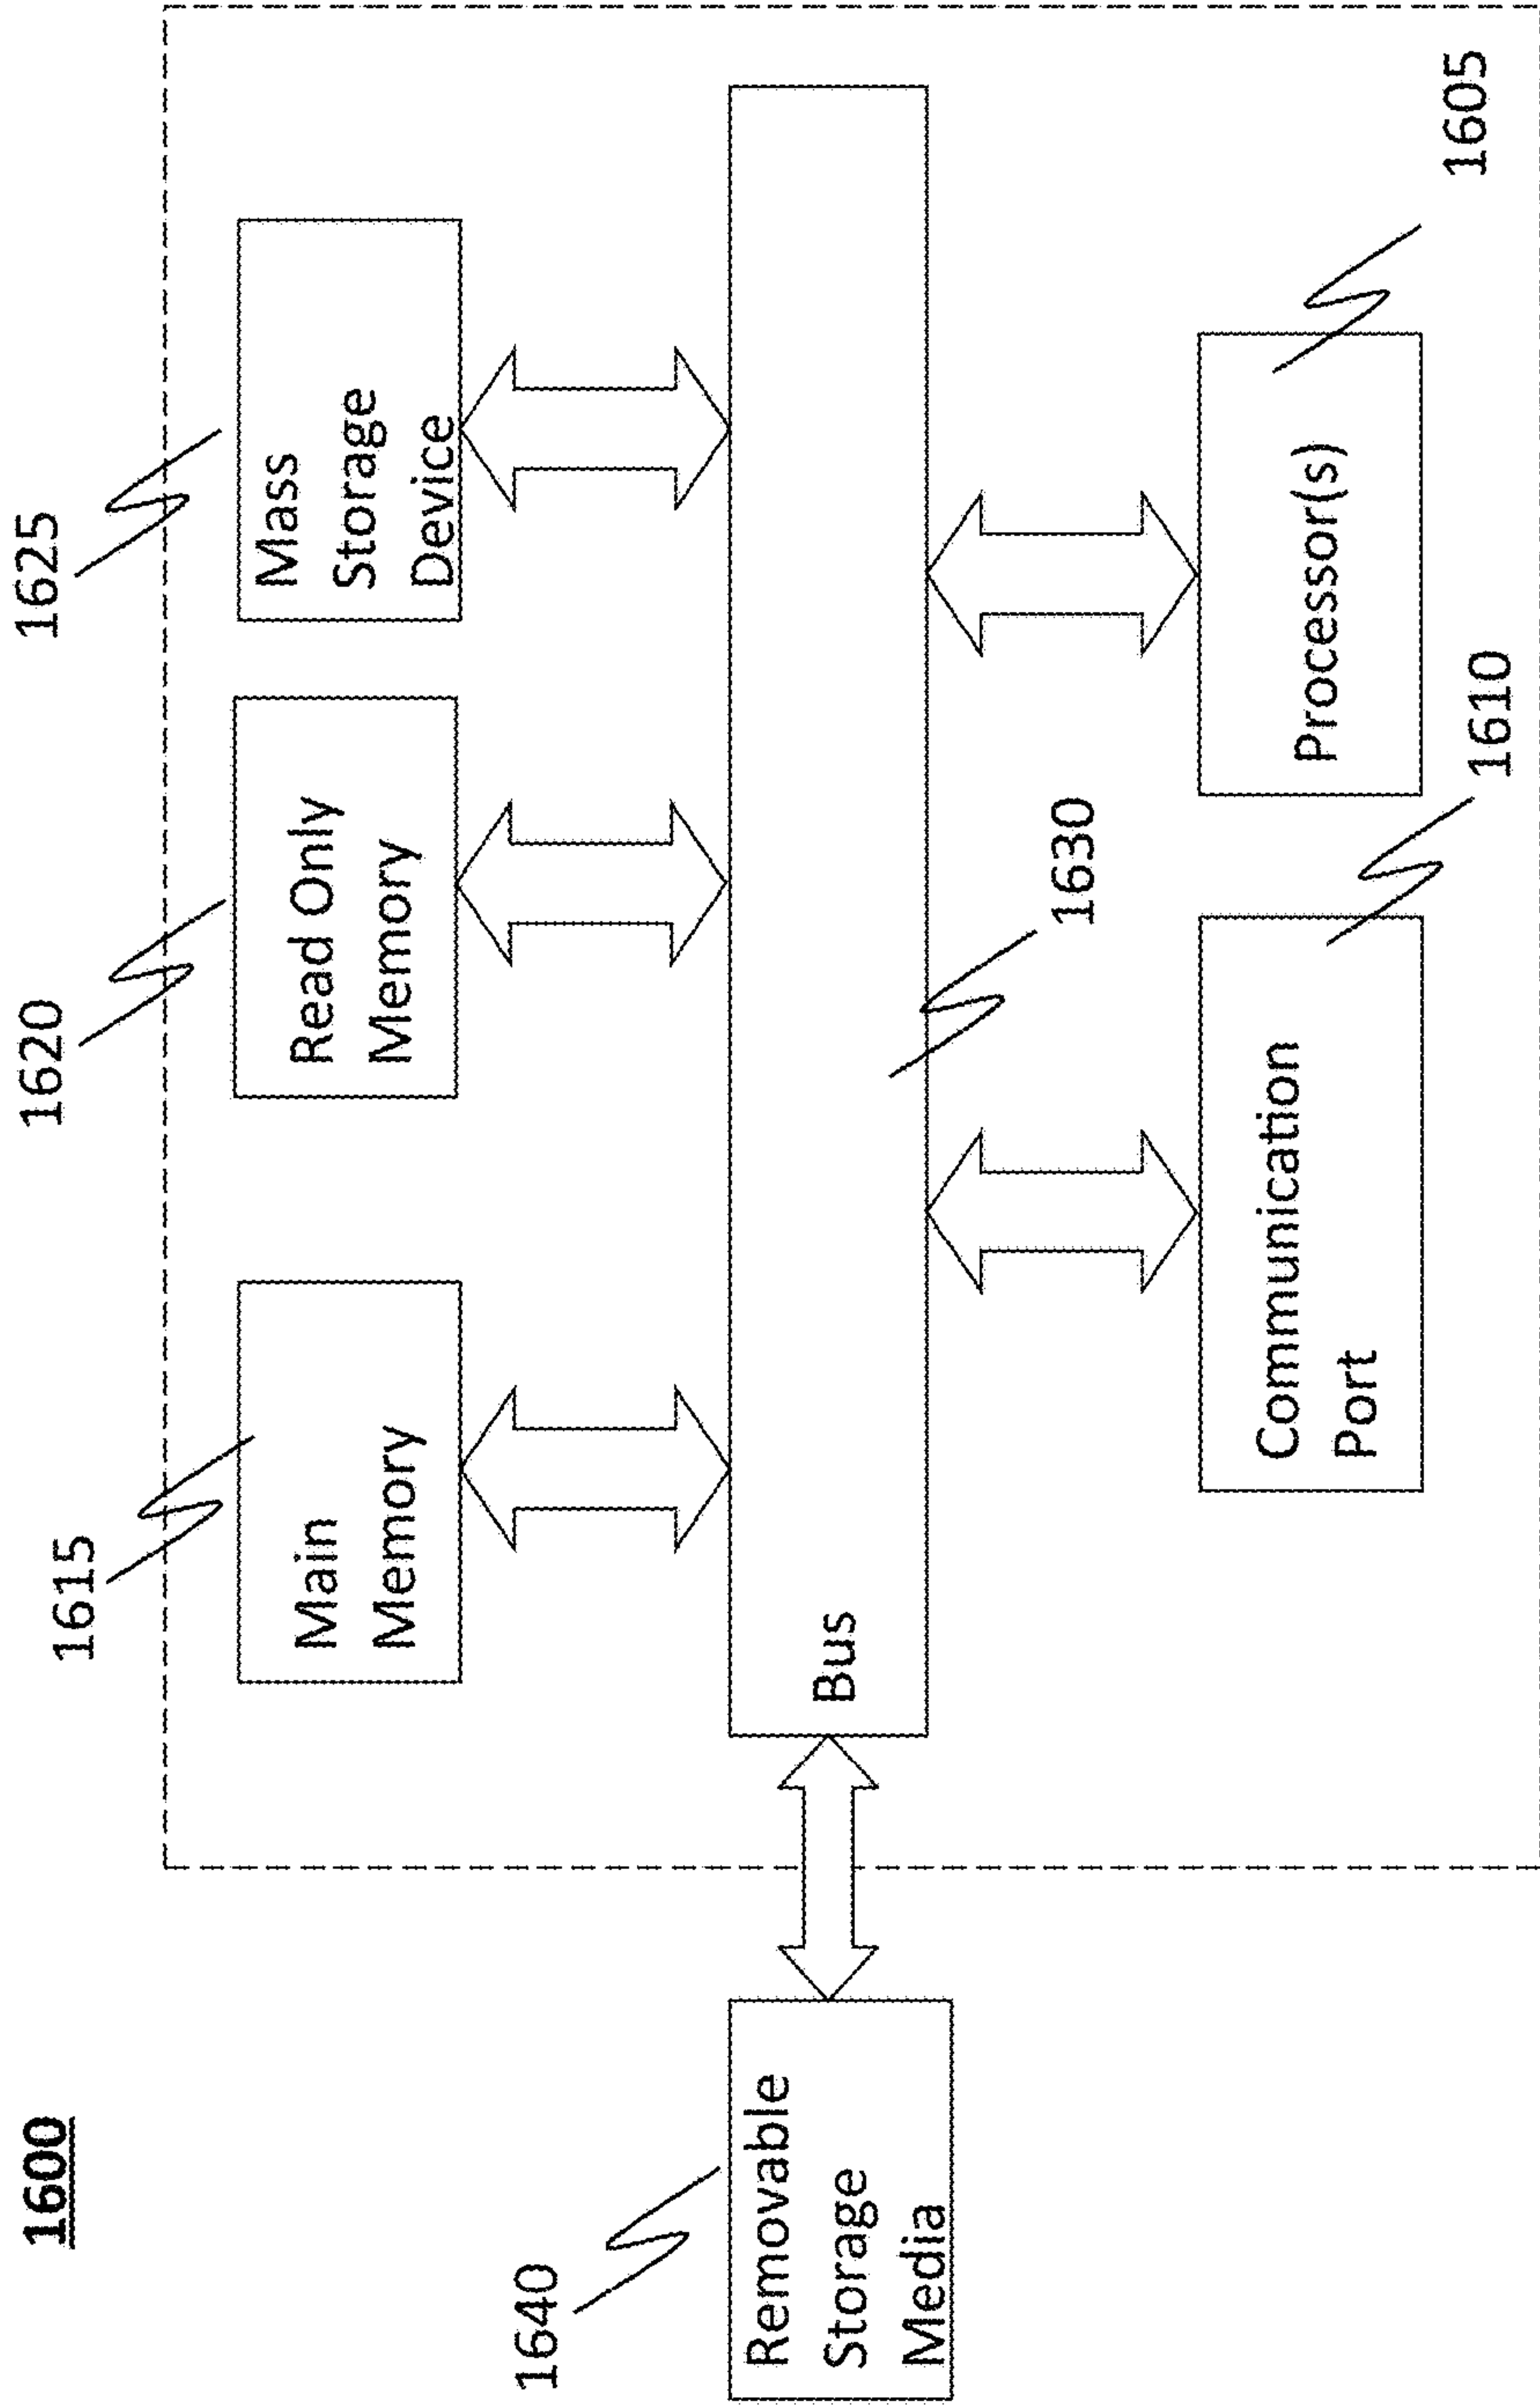 1600
1615
1620
1625
Main
Memory
Read Only
Memory
Mass
Storage
Device
1640
Removable
Storage
Media
Bus
1630
Communication
Port
Processor(s)
1610
1605